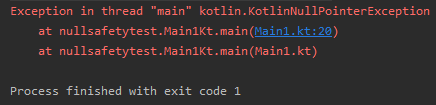 Exception in thread "main" kotlin.KotlinNullPointerException
at nullsafetytest.Main1Kt.main(Main1.kt:20)
at nullsafetytest.Main1Kt.main(Main1.kt)
Process finished with exit code 1